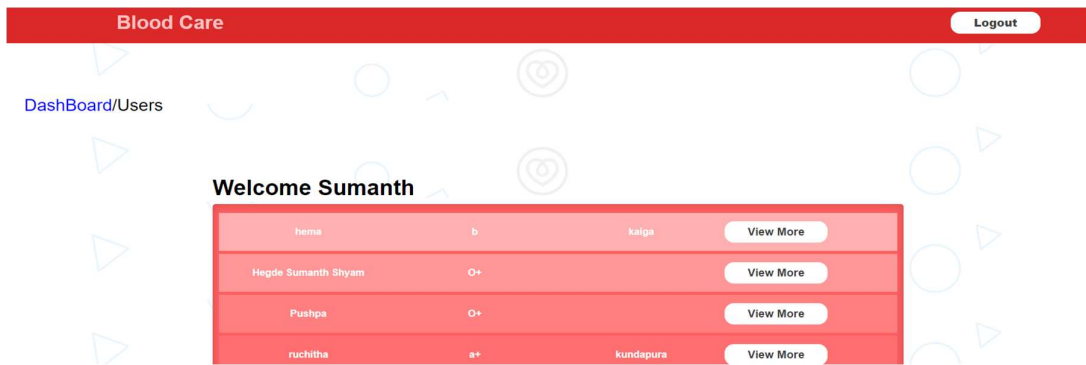 Blood Care Logout
DashBoard/Users
Welcome Sumanth
hema b kaiga View More
Hegde Sumanth Shyam O+ View More
Pushpa O+ View More
ruchitha a+ kundapura View More